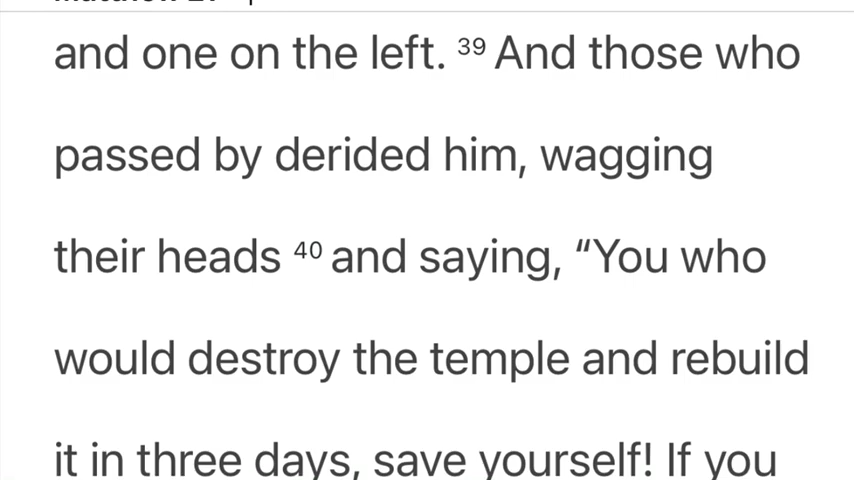 and one on the left. 39 And those who
passed by derided him, wagging
their heads 40 and saying, “You who
would destroy the temple and rebuild
it in three days, save yourself! If you